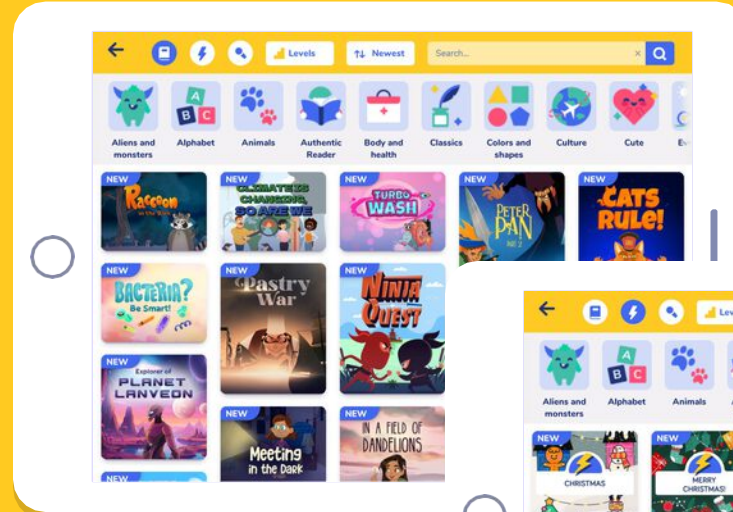 Levels
Newest
Search...
Aliens and
monsters
Alphabet
Animals
Authentic
Reader
Body and
health
Classics
Colors and
shapes
Culture
Cute
A
B C
NEW
Raccoon
in the River
NEW
CLIMATE IS
CHANGING,
SO ARE WE
NEW
TURBO
WASH
NEW
PETER
PAN
NEW
CATS
RULE!
NEW
BACTERIA?
Be Smart!
NEW
Pastry
War
NEW
NINJA
QUEST
NEW
Explorer of
PLANET
LANVEON
NEW
Meeting
in the Dark
NEW
IN A FIELD OF
DANDELIONS
NEW
Aliens and
monsters
Alphabet
Animals
A
B C
NEW
CHRISTMAS
NEW
MERRY
CHRISTMAS!